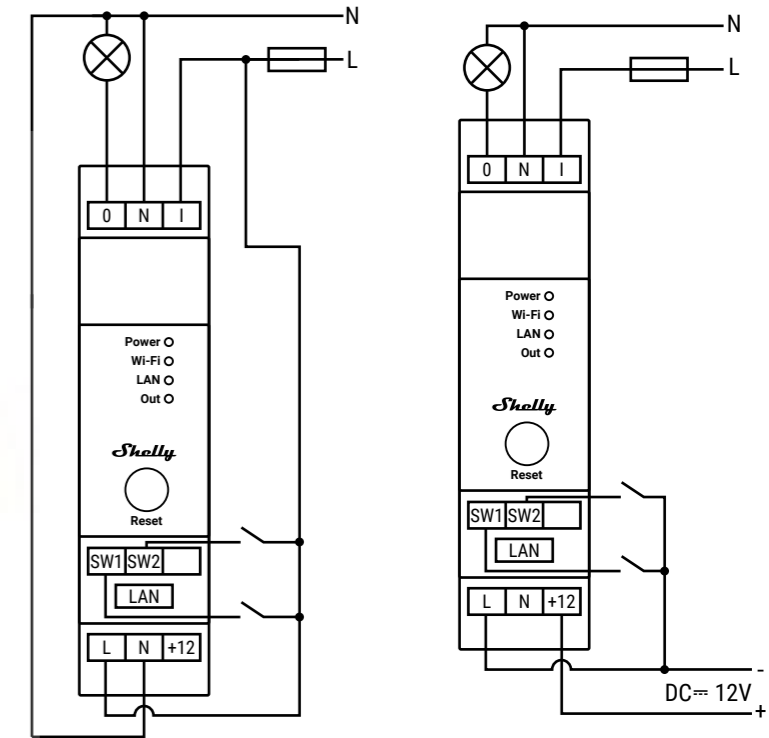 N
L
0 N I
Power
Wi-Fi
LAN
Out
Shelly
Reset
SW1 SW2
LAN
L N +12
N
L
0 N I
Power
Wi-Fi
LAN
Out
Shelly
Reset
SW1 SW2
LAN
L N +12
-
DC⎓ 12V
+